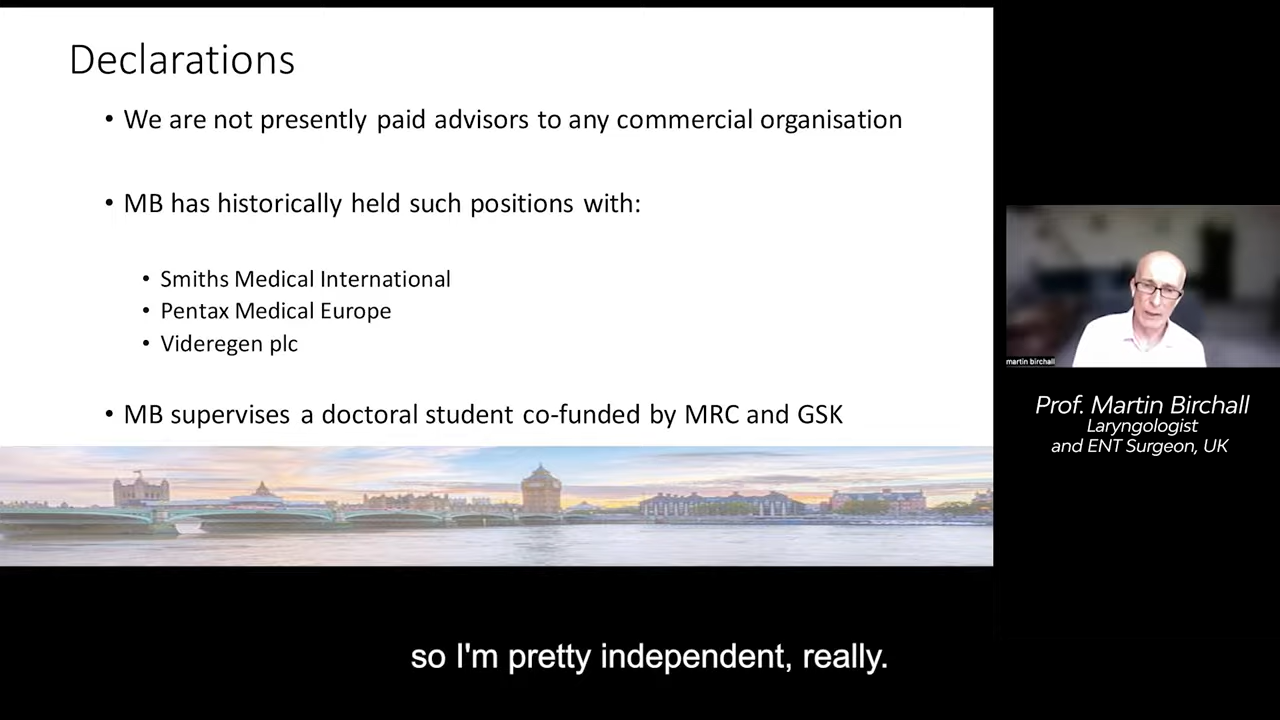 Declarations
• We are not presently paid advisors to any commercial organisation
• MB has historically held such positions with:
• Smiths Medical International
• Pentax Medical Europe
• Videregen plc
• MB supervises a doctoral student co-funded by MRC and GSK
martin birchall
Prof. Martin Birchall
Laryngologist
and ENT Surgeon, UK
so I'm pretty independent, really.